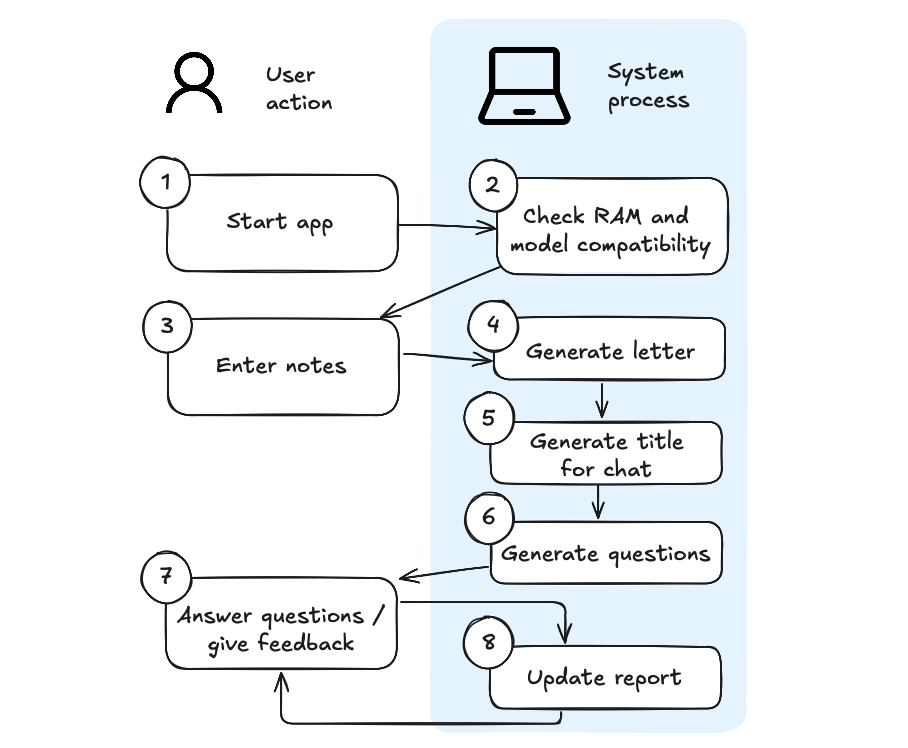 User
action
System
process
1
Start app
2
Check RAM and
model compatibility
3
Enter notes
4
Generate letter
5
Generate title
for chat
6
Generate questions
7
Answer questions /
give feedback
8
Update report